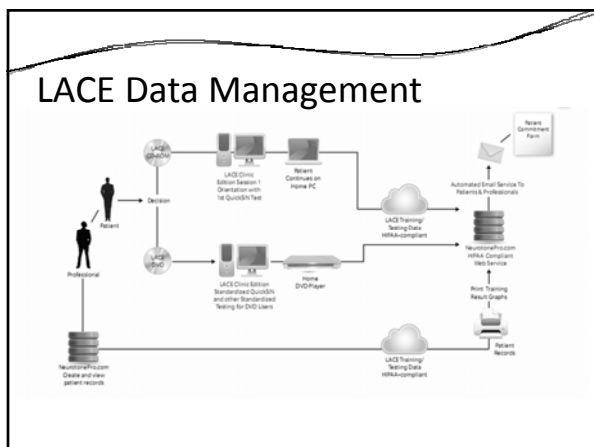 LACE Data Management
Patient
Commitment
Form
LACE
CD-ROM
LACE Clinic
Edition Session 1
Orientation with
1st QuickSIN Test
Patient
Continues on
Home PC
Automated Email Service To
Patients & Professionals
Patient
Decision
LACE Training/
Testing Data
HIPAA-compliant
NeurotonePro.com
HIPAA Compliant
Web Service
Professional
LACE
DVD
LACE Clinic Edition
Standardized QuickSIN
and other Standardized
Testing for DVD Users
Home
DVD Player
Print Training
Result Graphs
Patient
Records
NeurotonePro.com
Create and view
patient records
LACE Training/
Testing Data
HIPAA-compliant